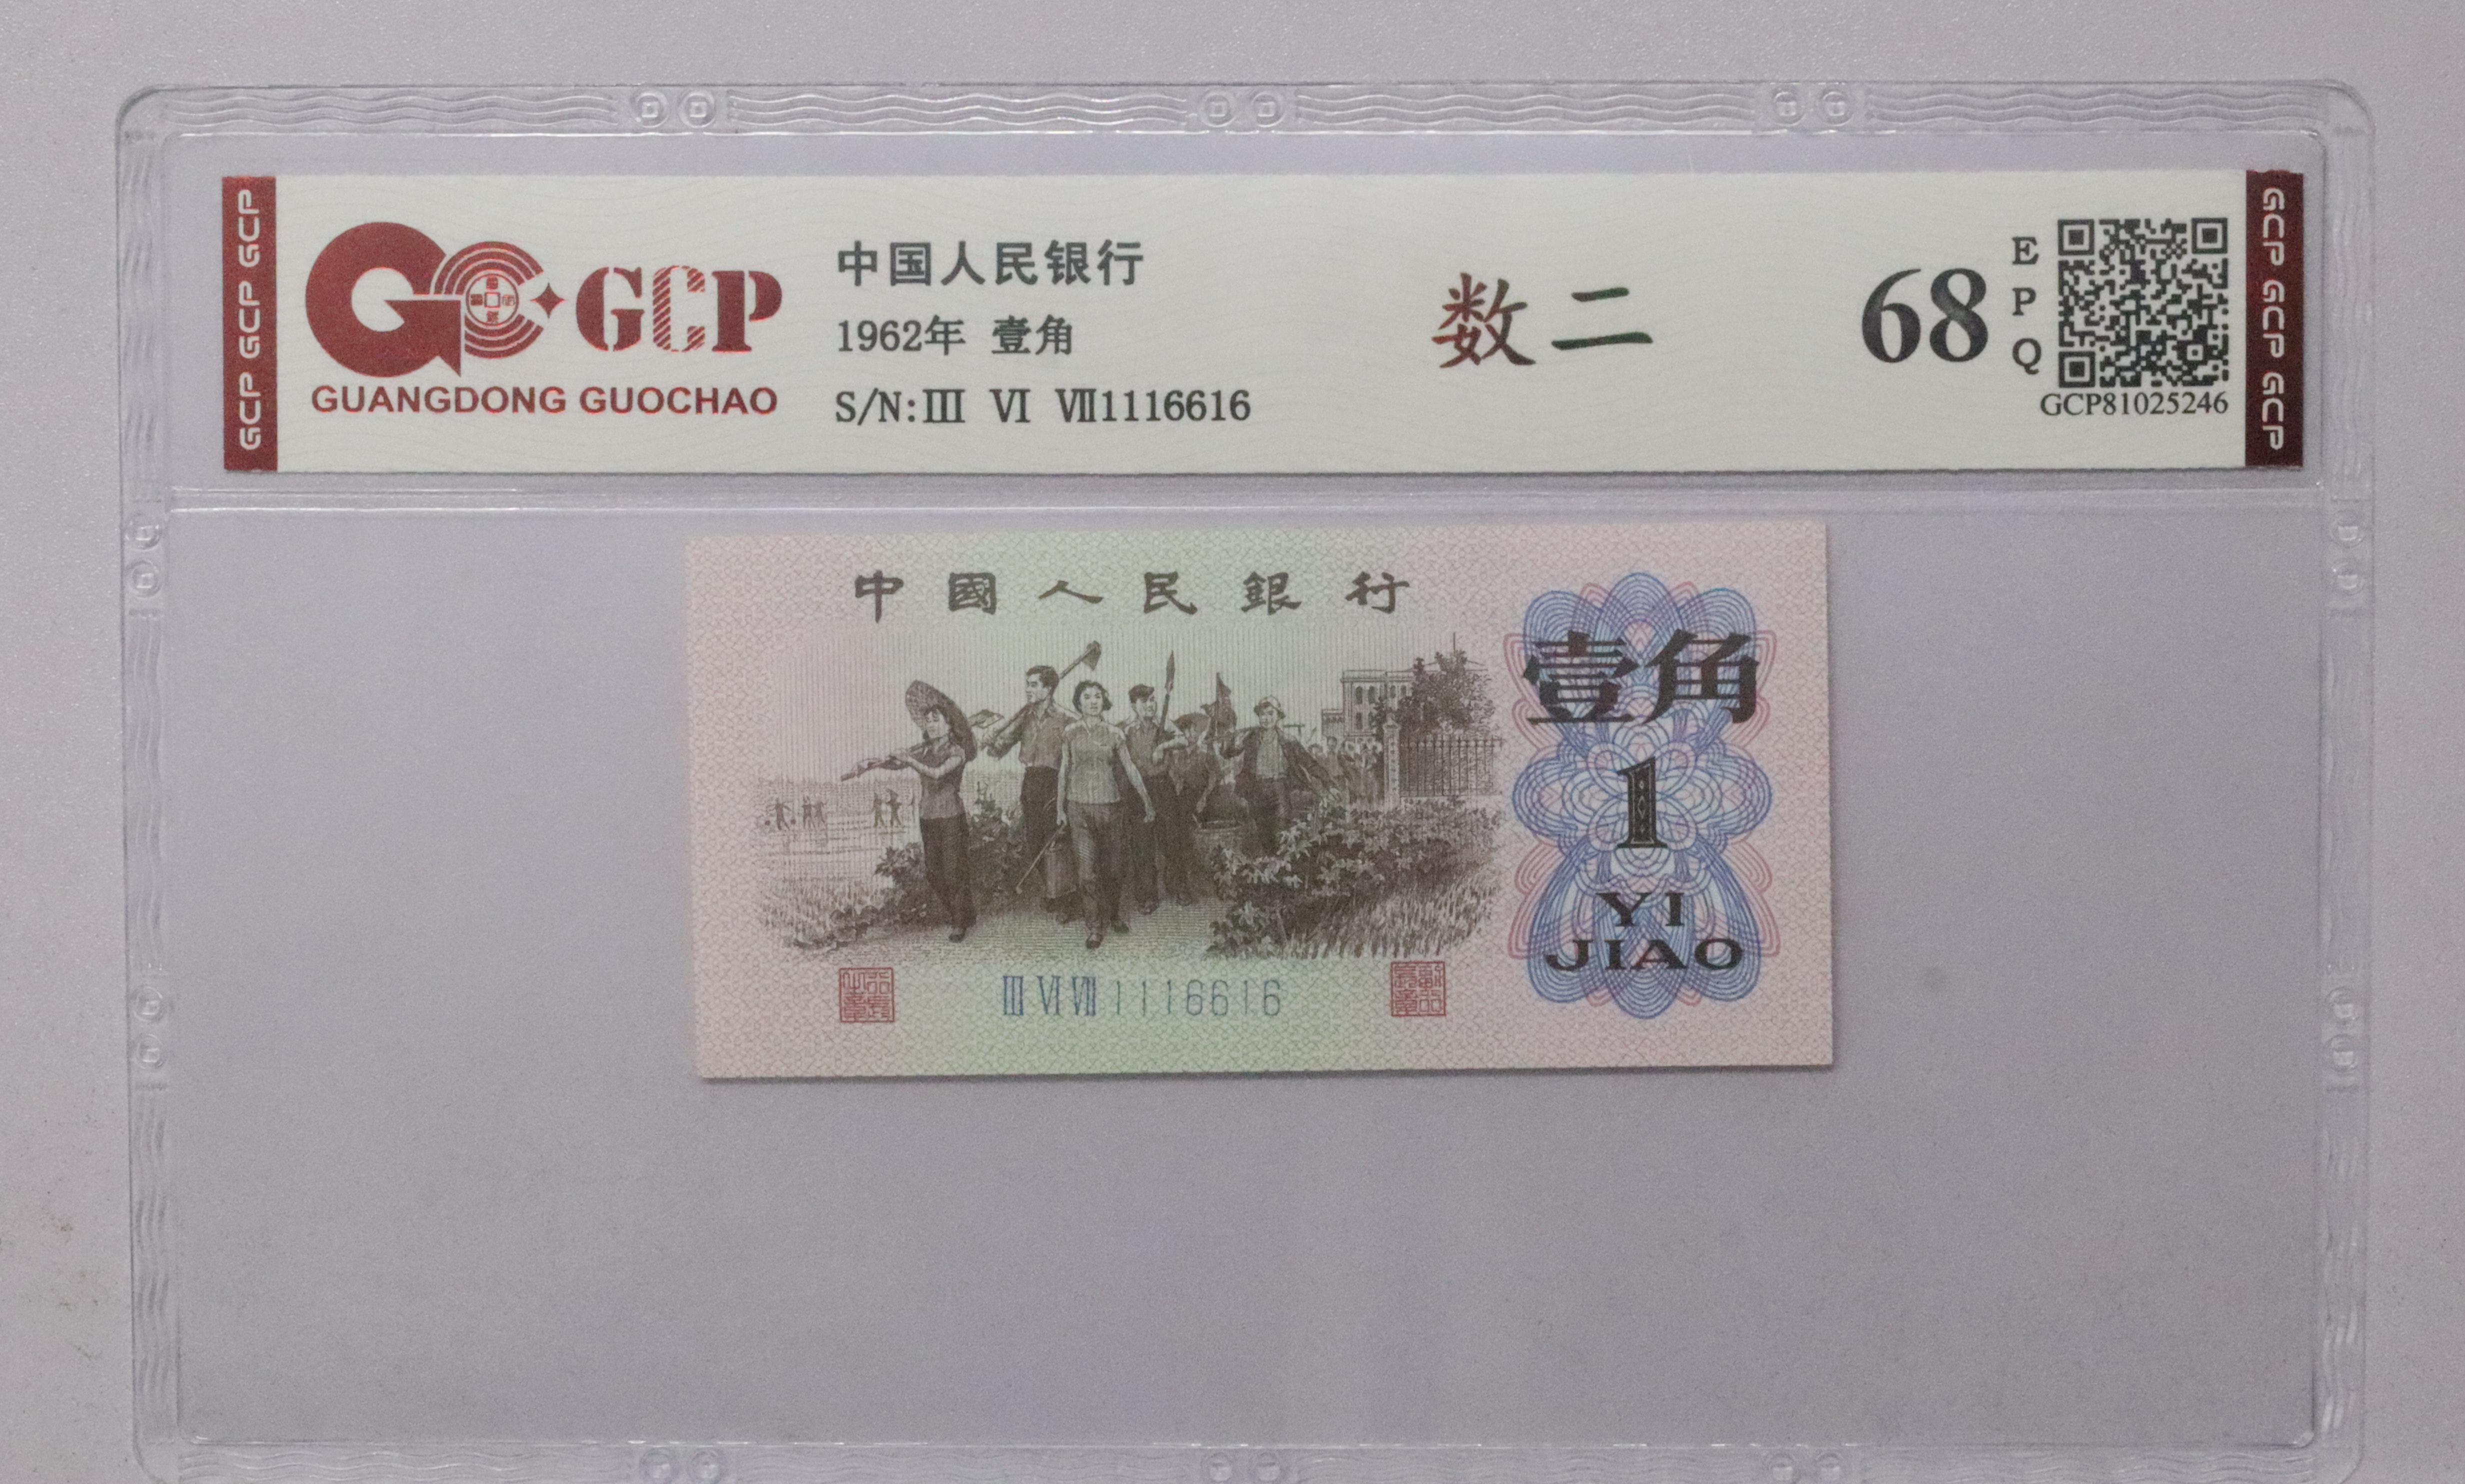 GCP GCP GCP
GCP
GUANGDONG GUOCHAO
中国人民银行
1962年 壹角
S/N:Ⅲ Ⅵ Ⅶ1116616
数二
68
EPQ
GCP81025246
GCP GCP GCP
中國人民銀行
壹角
1
YI
JIAO
Ⅲ Ⅵ Ⅶ 1116616